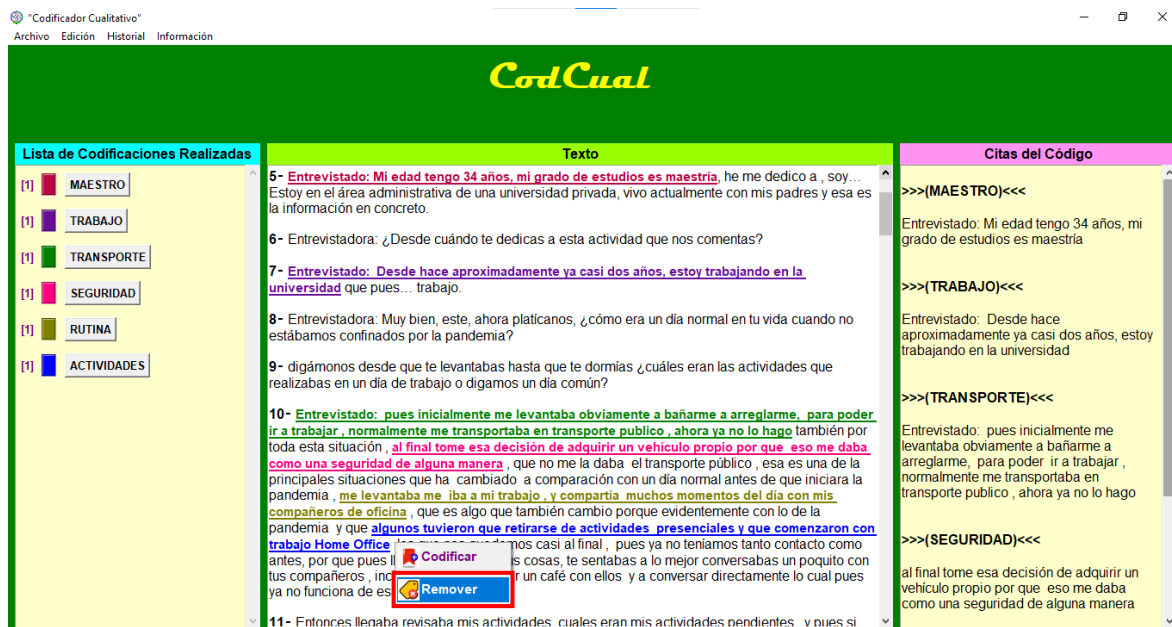 "Codificador Cualitativo"
Archivo Edición Historial Información
CodCual
Lista de Codificaciones Realizadas
[1] MAESTRO
[1] TRABAJO
[1] TRANSPORTE
[1] SEGURIDAD
[1] RUTINA
[1] ACTIVIDADES
Texto
5- Entrevistado: Mi edad tengo 34 años, mi grado de estudios es maestría, he me dedico a , soy…
Estoy en el área administrativa de una universidad privada, vivo actualmente con mis padres y esa es
la información en concreto.
6- Entrevistadora: ¿Desde cuándo te dedicas a esta actividad que nos comentas?
7- Entrevistado: Desde hace aproximadamente ya casi dos años, estoy trabajando en la
universidad que pues… trabajo.
8- Entrevistadora: Muy bien, este, ahora platícanos, ¿cómo era un día normal en tu vida cuando no
estábamos confinados por la pandemia?
9- digámonos desde que te levantabas hasta que te dormías ¿cuáles eran las actividades que
realizabas en un día de trabajo o digamos un día común?
10- Entrevistado: pues inicialmente me levantaba obviamente a bañarme a arreglarme, para poder
ir a trabajar , normalmente me transportaba en transporte publico , ahora ya no lo hago también por
toda esta situación , al final tome esa decisión de adquirir un vehículo propio por que eso me daba
como una seguridad de alguna manera , que no me la daba el transporte público , esa es una de la
principales situaciones que ha cambiado a comparación con un día normal antes de que iniciara la
pandemia , me levantaba me iba a mi trabajo , y compartía muchos momentos del día con mis
compañeros de oficina , que es algo que también cambio porque evidentemente con lo de la
pandemia y que algunos tuvieron que retirarse de actividades presenciales y que comenzaron con
trabajo Home Office casi al final , pues ya no teníamos tanto contacto como
antes, por que pues cosas, te sentabas a lo mejor conversabas un poquito con
tus compañeros , un café con ellos y a conversar directamente lo cual pues
ya no funciona de
Codificar
Remover
11- Entonces llegaba revisaba mis actividades cuales eran mis actividades pendientes y pues si
Citas del Código
>>>(MAESTRO)<<<
Entrevistado: Mi edad tengo 34 años, mi
grado de estudios es maestría
>>>(TRABAJO)<<<
Entrevistado: Desde hace
aproximadamente ya casi dos años, estoy
trabajando en la universidad
>>>(TRANSPORTE)<<<
Entrevistado: pues inicialmente me
levantaba obviamente a bañarme a
arreglarme, para poder ir a trabajar ,
normalmente me transportaba en
transporte publico , ahora ya no lo hago
>>>(SEGURIDAD)<<<
al final tome esa decisión de adquirir un
vehículo propio por que eso me daba
como una seguridad de alguna manera